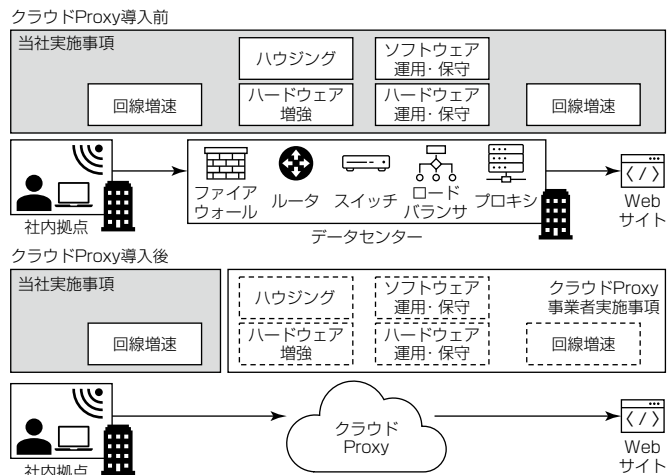 クラウドProxy導入前
当社実施事項
ハウジング
ソフトウェア
運用・保守
回線増速
ハードウェア
増強
ハードウェア
運用・保守
回線増速
ファイア
ウォール
ルータ
スイッチ
ロード
バランサ
プロキシ
社内拠点
データセンター
Web
サイト
クラウドProxy導入後
当社実施事項
ハウジング
ソフトウェア
運用・保守
クラウドProxy
事業者実施事項
回線増速
ハードウェア
増強
ハードウェア
運用・保守
回線増速
クラウド
Proxy
社内拠点
Web
サイト